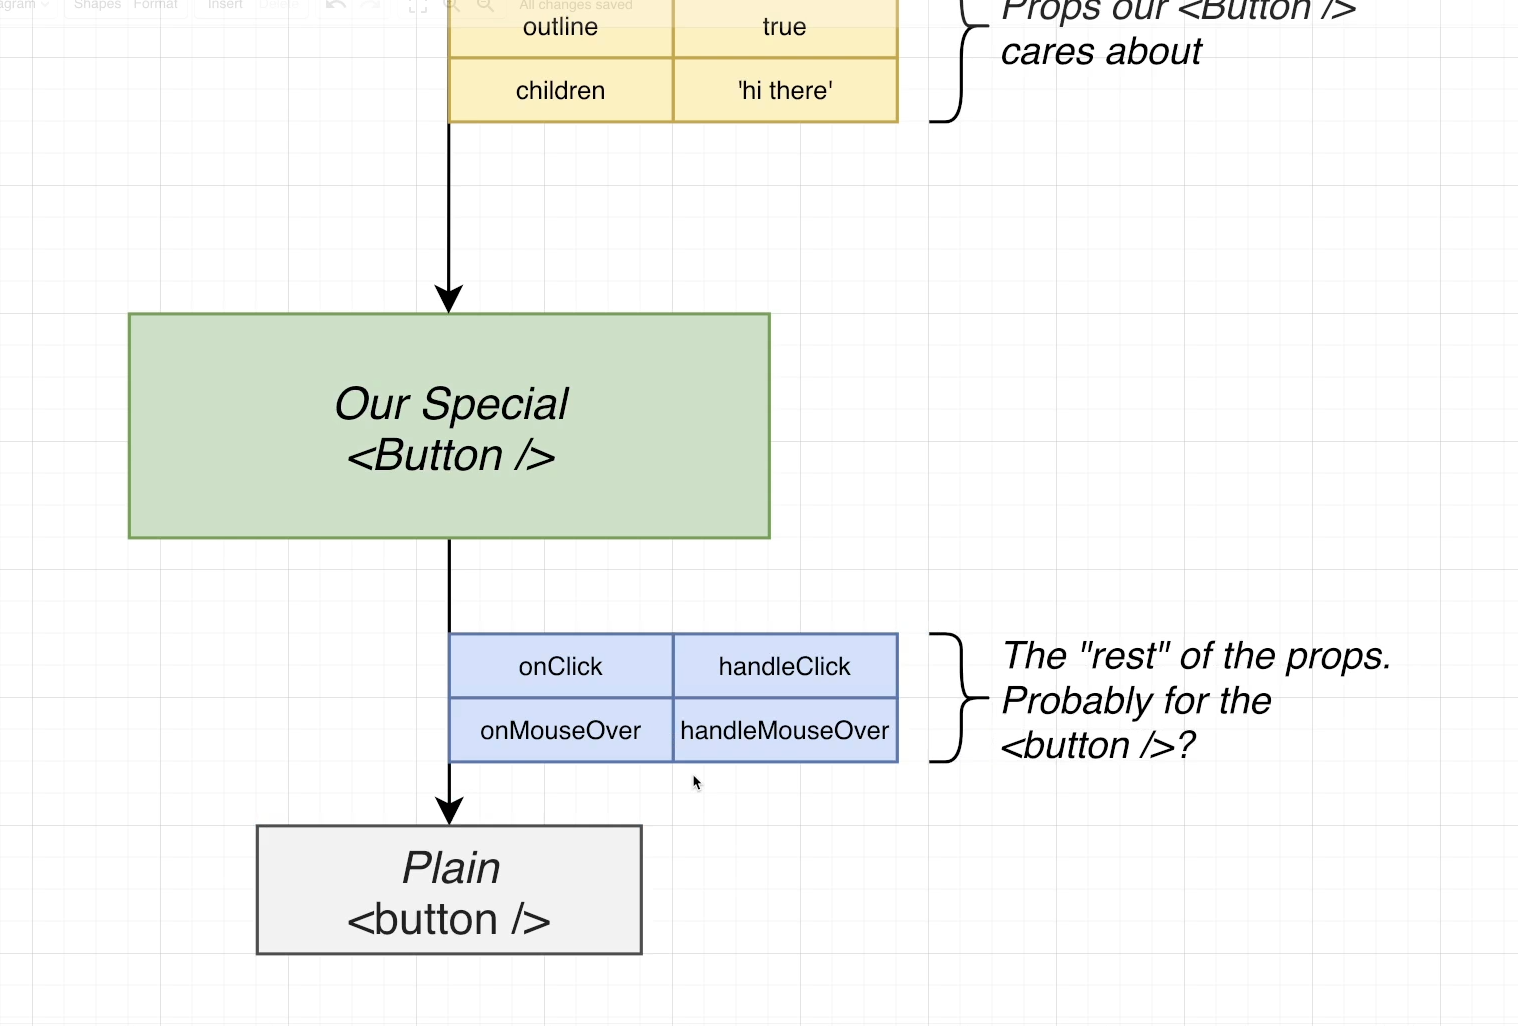 Shapes Format Insert Delete All changes saved
Props our <Button />
outline true
cares about
children 'hi there'
Our Special
<Button />
onClick handleClick
onMouseOver handleMouseOver
The "rest" of the props.
Probably for the
<button />?
Plain
<button />